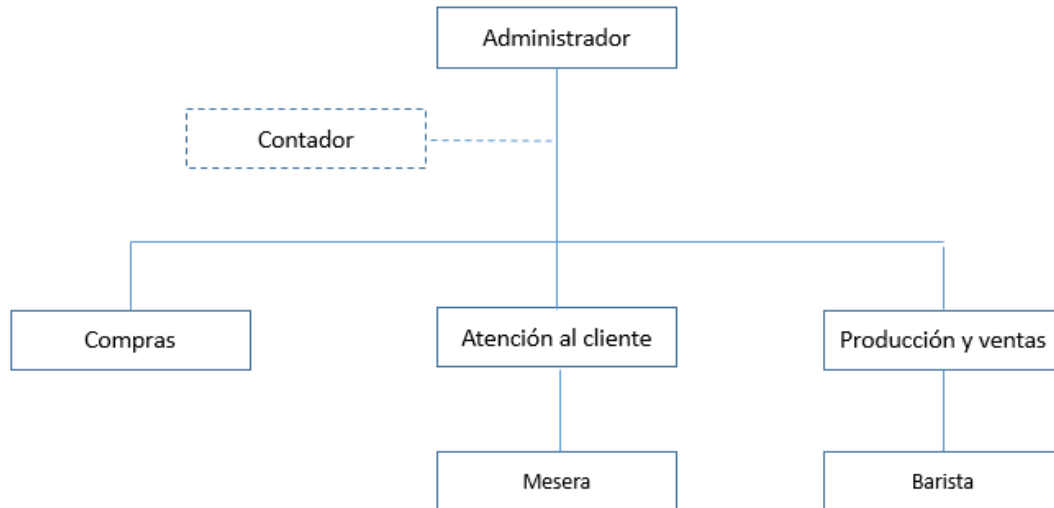 Administrador
Contador
Compras
Atención al cliente
Producción y ventas
Mesera
Barista